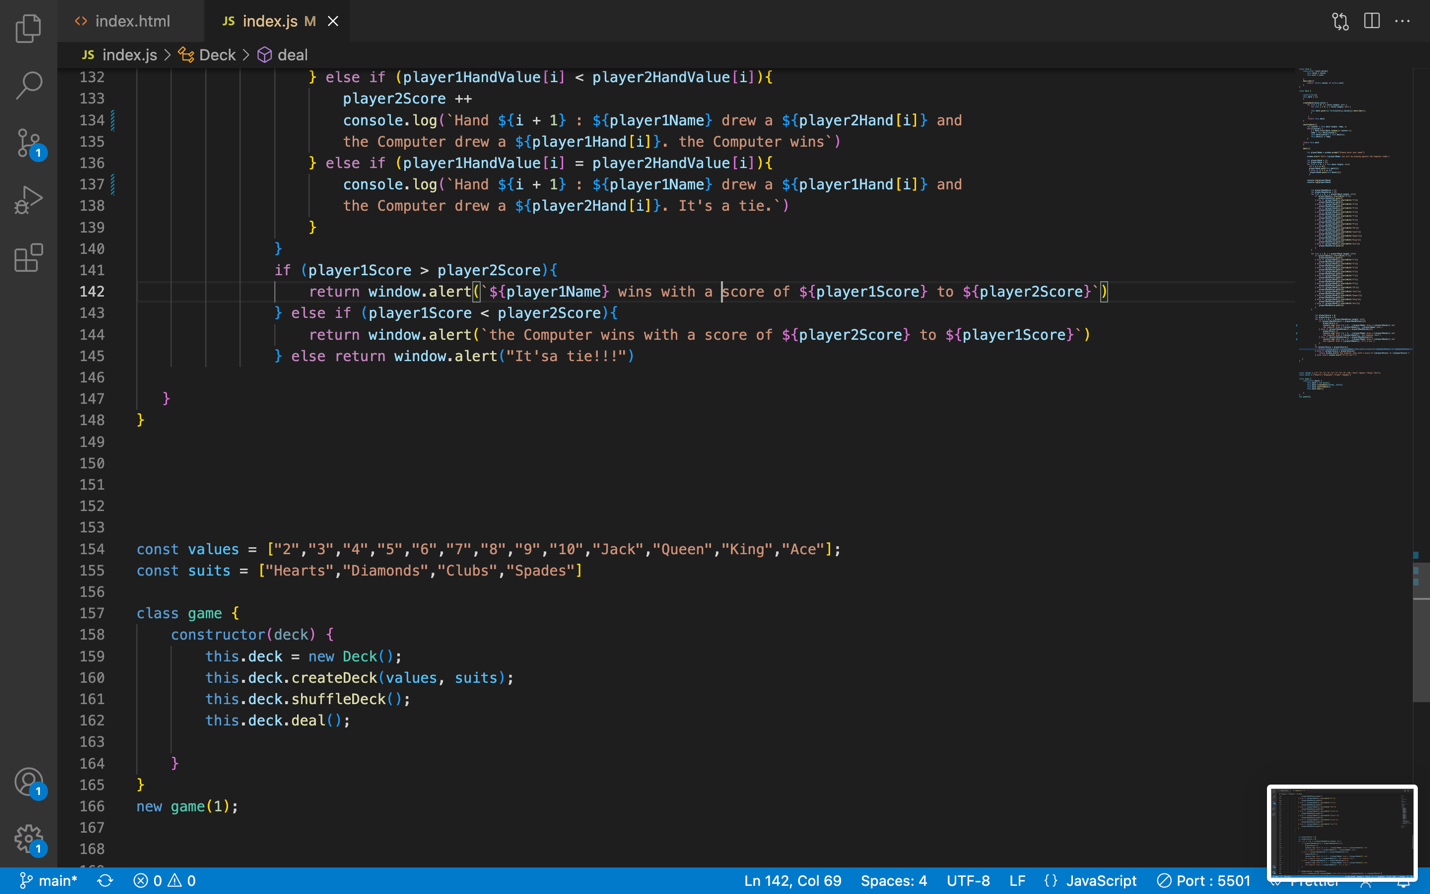 <> index.html
JS index.js M
JS index.js > Deck > deal
132 } else if (player1HandValue[i] < player2HandValue[i]){
133 player2Score ++
134 console.log(`Hand ${i + 1} : ${player1Name} drew a ${player2Hand[i]} and
135 the Computer drew a ${player1Hand[i]}. the Computer wins`)
136 } else if (player1HandValue[i] = player2HandValue[i]){
137 console.log(`Hand ${i + 1} : ${player1Name} drew a ${player1Hand[i]} and
138 the Computer drew a ${player2Hand[i]}. It's a tie.`)
139 }
140 }
141 if (player1Score > player2Score){
142 return window.alert(`${player1Name} wins with a score of ${player1Score} to ${player2Score}`)
143 } else if (player1Score < player2Score){
144 return window.alert(`the Computer wins with a score of ${player2Score} to ${player1Score}`)
145 } else return window.alert("It'sa tie!!!")
146
147 }
148 }
149
150
151
152
153
154 const values = ["2","3","4","5","6","7","8","9","10","Jack","Queen","King","Ace"];
155 const suits = ["Hearts","Diamonds","Clubs","Spades"]
156
157 class game {
158 constructor(deck) {
159 this.deck = new Deck();
160 this.deck.createDeck(values, suits);
161 this.deck.shuffleDeck();
162 this.deck.deal();
163
164 }
165 }
166 new game(1);
167
168
1
1
1
main* 0 0 Ln 142, Col 69 Spaces: 4 UTF-8 LF {} JavaScript Port : 5501